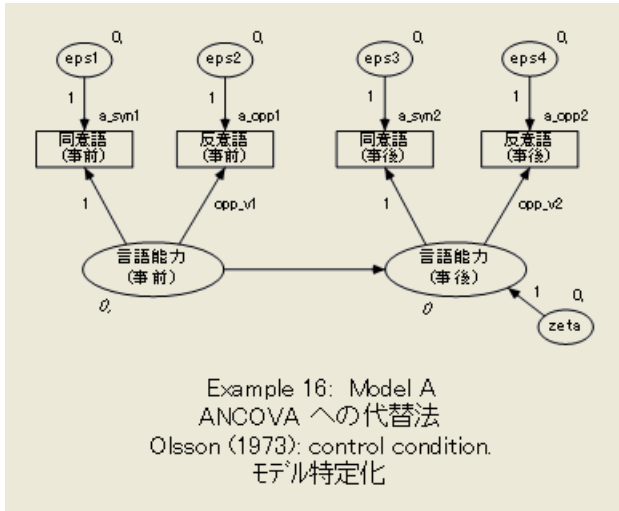 0, 0, 0, 0,
eps1 eps2 eps3 eps4
1 1 1 1
a_syn1 a_opp1 a_syn2 a_opp2
同意語
(事前)
反意語
(事前)
同意語
(事後)
反意語
(事後)
1 opp_v1 1 opp_v2
言語能力
(事前)
言語能力
(事後)
0, 0
1 0,
zeta
Example 16: Model A
ANCOVA への代替法
Olsson (1973): control condition.
モデル特定化